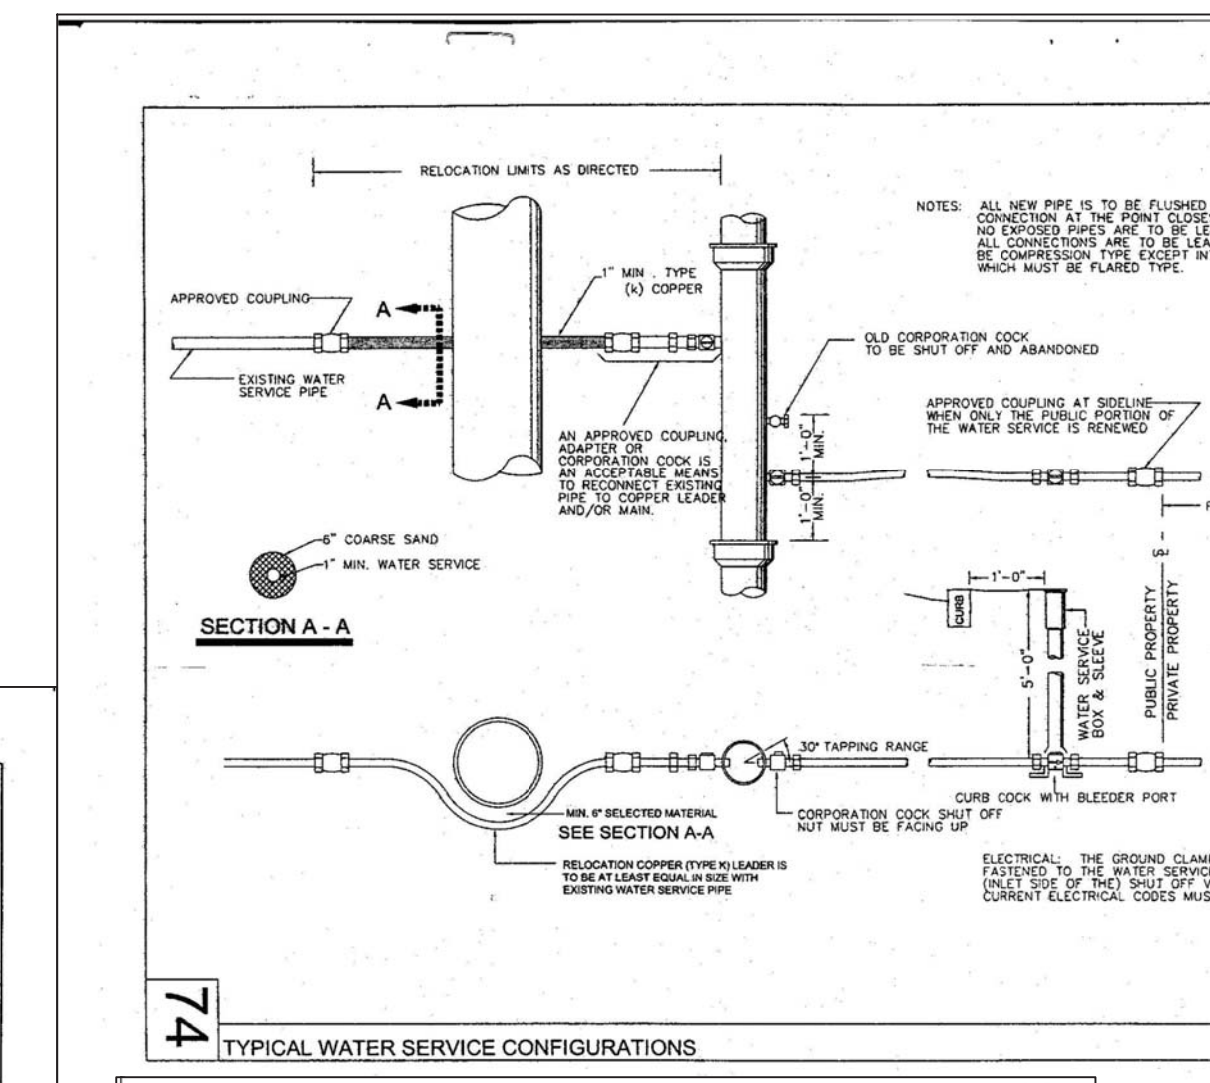 RELOCATION LIMITS AS DIRECTED
NOTES: ALL NEW PIPE IS TO BE FLUSHED
CONNECTION AT THE POINT
NO EXPOSED PIPES ARE TO BE
ALL CONNECTIONS ARE TO BE
BE COMPRESSION TYPE EXCEPT
WHICH MUST BE FLARED TYPE.
1" MIN . TYPE
(k) COPPER
APPROVED COUPLING
A
EXISTING WATER
SERVICE PIPE
A
OLD CORPORATION COCK
TO BE SHUT OFF AND ABANDONED
APPROVED COUPLING AT SIDELINE
WHEN ONLY THE PUBLIC PORTION OF
THE WATER SERVICE IS RENEWED
AN APPROVED COUPLING,
ADAPTER OR
CORPORATION COCK IS
AN ACCEPTABLE MEANS
TO RECONNECT EXISTING
PIPE TO COPPER LEADER
AND/OR MAIN.
1'-0"
MIN.
1'-0"
MIN.
6" COARSE SAND
1" MIN. WATER SERVICE
SECTION A - A
1'-0"
CURB
5'-0"
WATER SERVICE
BOX & SLEEVE
PUBLIC PROPERTY
PRIVATE PROPERTY
30° TAPPING RANGE
MIN. 6" SELECTED MATERIAL
SEE SECTION A-A
CORPORATION COCK SHUT OFF
NUT MUST BE FACING UP
CURB COCK WITH BLEEDER PORT
RELOCATION COPPER (TYPE K) LEADER IS
TO BE AT LEAST EQUAL IN SIZE WITH
EXISTING WATER SERVICE PIPE
ELECTRICAL: THE GROUND
FASTENED TO THE WATER
(INLET SIDE OF THE) SHUT OFF
CURRENT ELECTRICAL CODES
74
TYPICAL WATER SERVICE CONFIGURATIONS